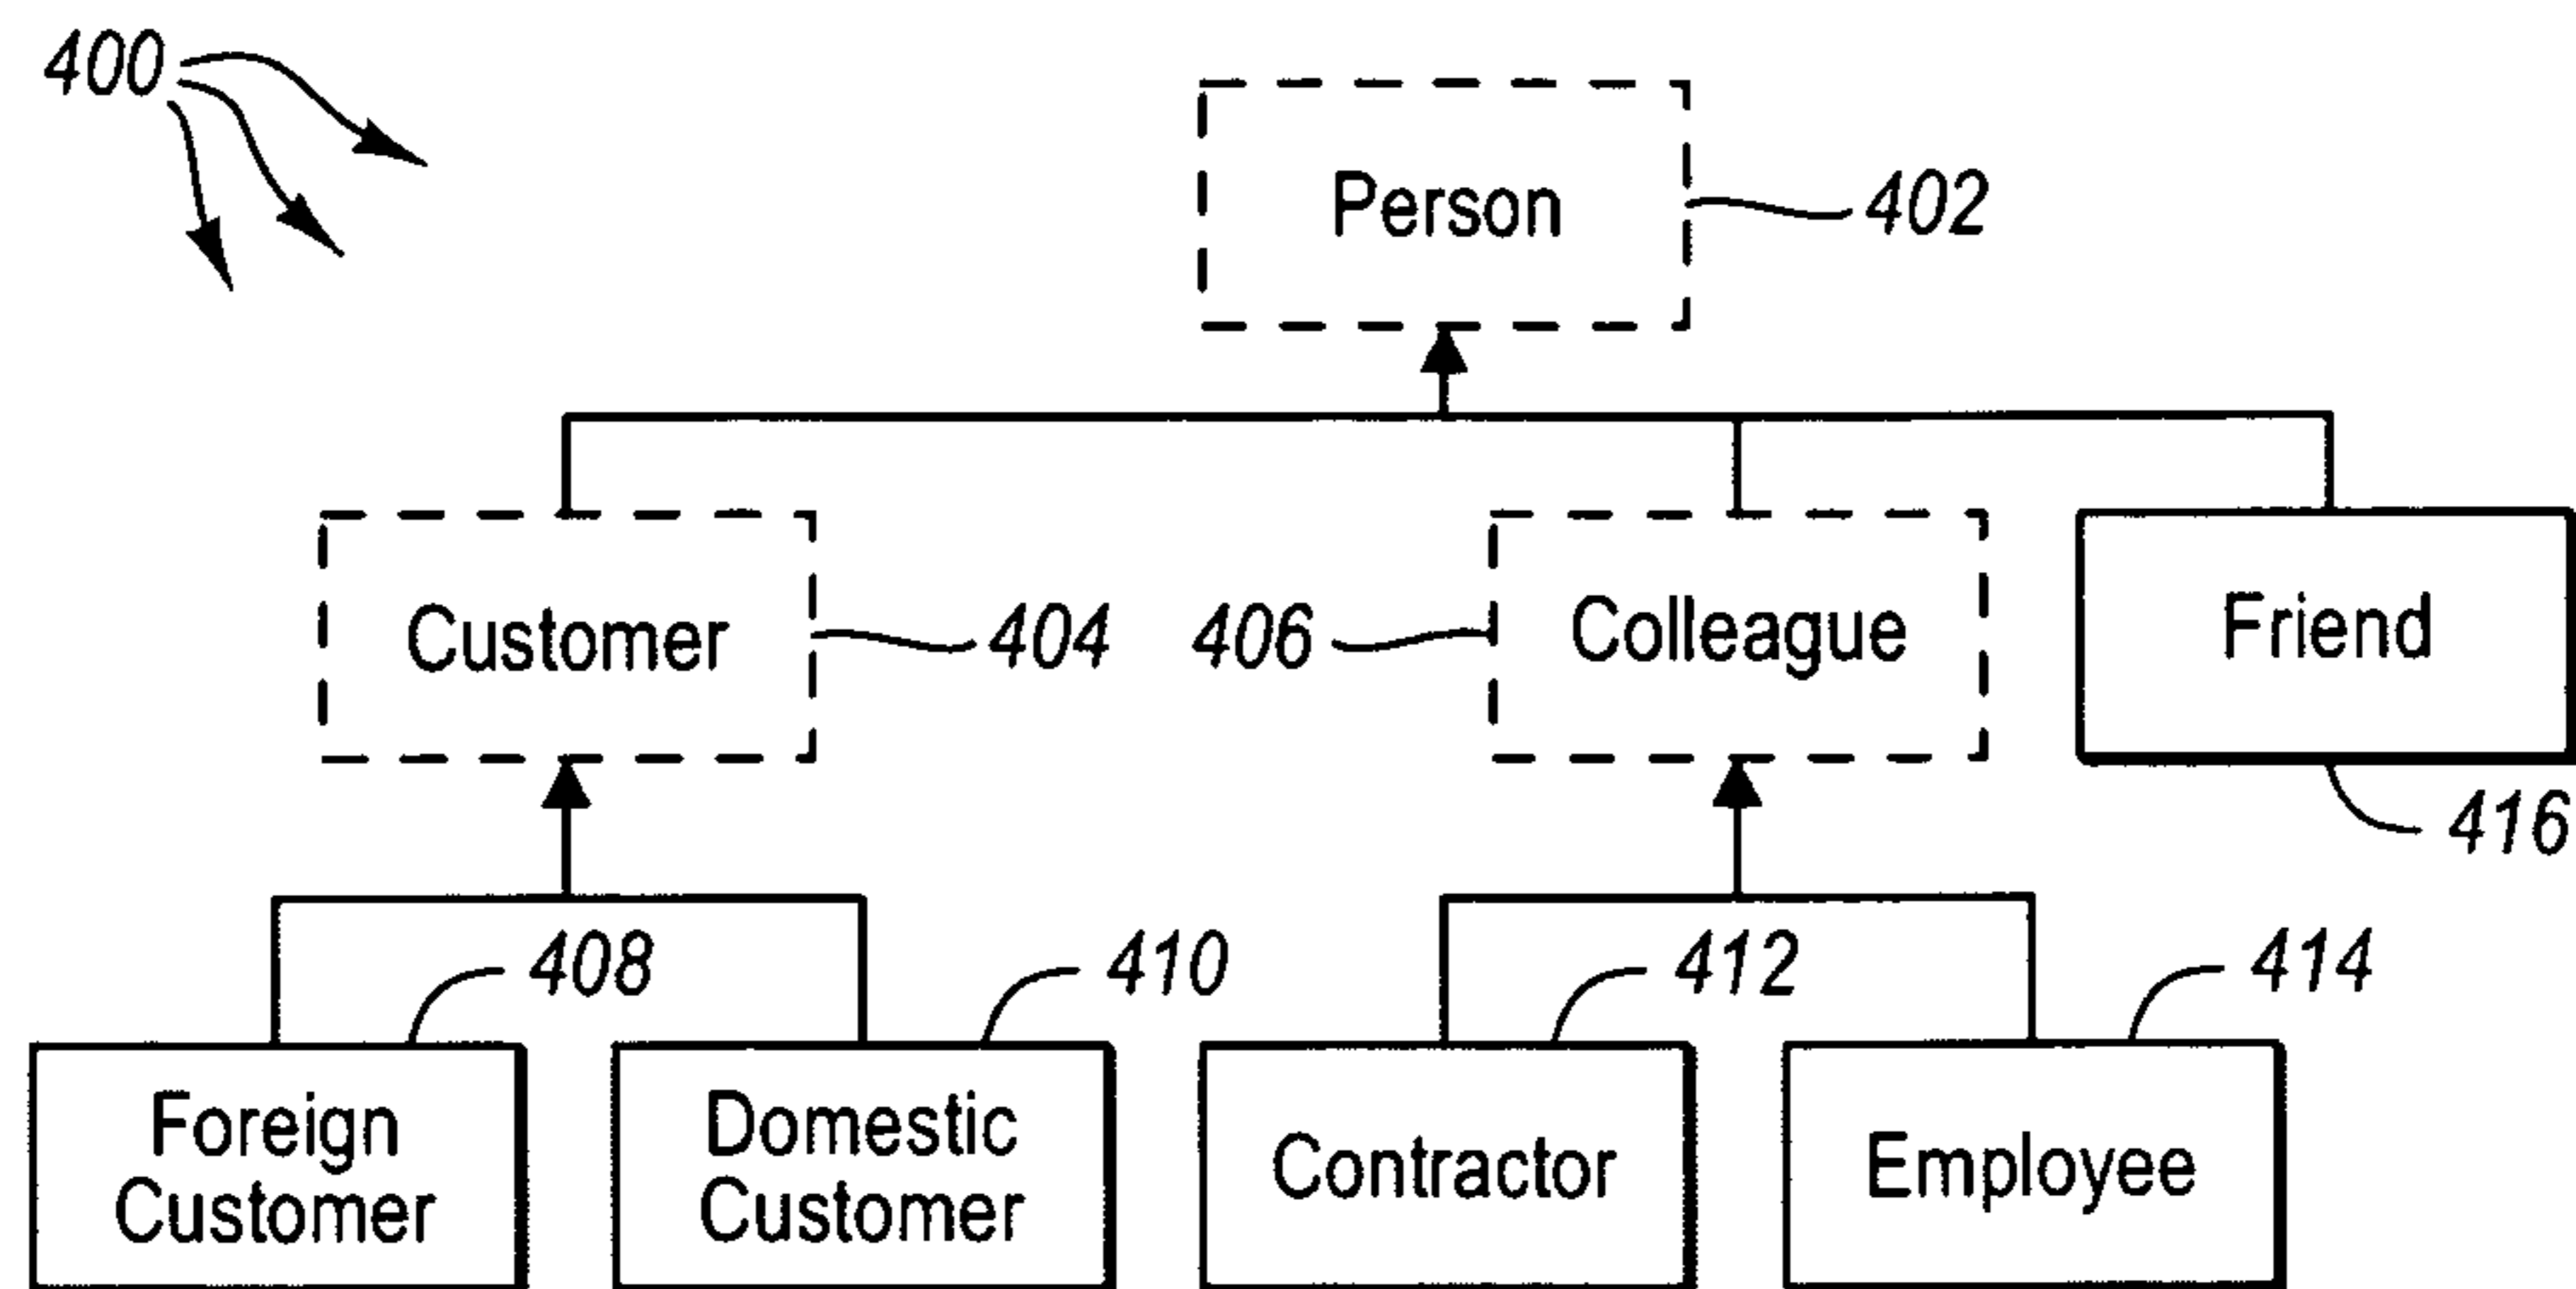 400
Person
402
Customer
404
406
Colleague
Friend
416
408
410
412
414
Foreign
Customer
Domestic
Customer
Contractor
Employee